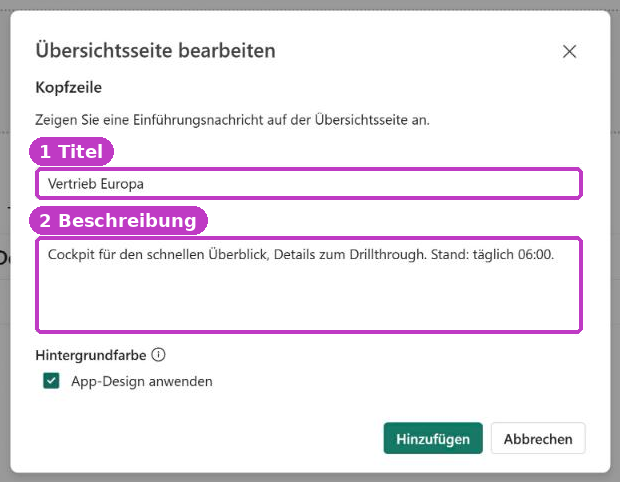 Übersichtsseite bearbeiten
Kopfzeile
Zeigen Sie eine Einführungsnachricht auf der Übersichtsseite an.
1 Titel
Vertrieb Europa
2 Beschreibung
Cockpit für den schnellen Überblick, Details zum Drillthrough. Stand: täglich 06:00.
Hintergrundfarbe
App-Design anwenden
Hinzufügen
Abbrechen